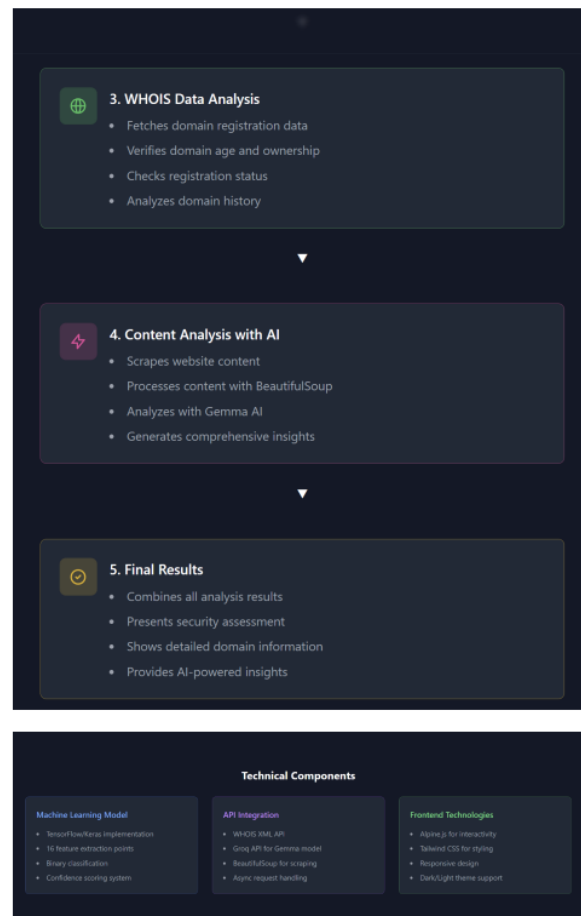 3. WHOIS Data Analysis
• Fetches domain registration data
• Verifies domain age and ownership
• Checks registration status
• Analyzes domain history
4. Content Analysis with AI
• Scrapes website content
• Processes content with BeautifulSoup
• Analyzes with Gemma AI
• Generates comprehensive insights
5. Final Results
• Combines all analysis results
• Presents security assessment
• Shows detailed domain information
• Provides AI-powered insights
Technical Components
Machine Learning Model
• TensorFlow/Keras implementation
• 16 feature extraction points
• Binary classification
• Confidence scoring system
API Integration
• WHOIS XML API
• Groq API for Gemma model
• BeautifulSoup for scraping
• Async request handling
Frontend Technologies
• Alpine.js for interactivity
• Tailwind CSS for styling
• Responsive design
• Dark/Light theme support